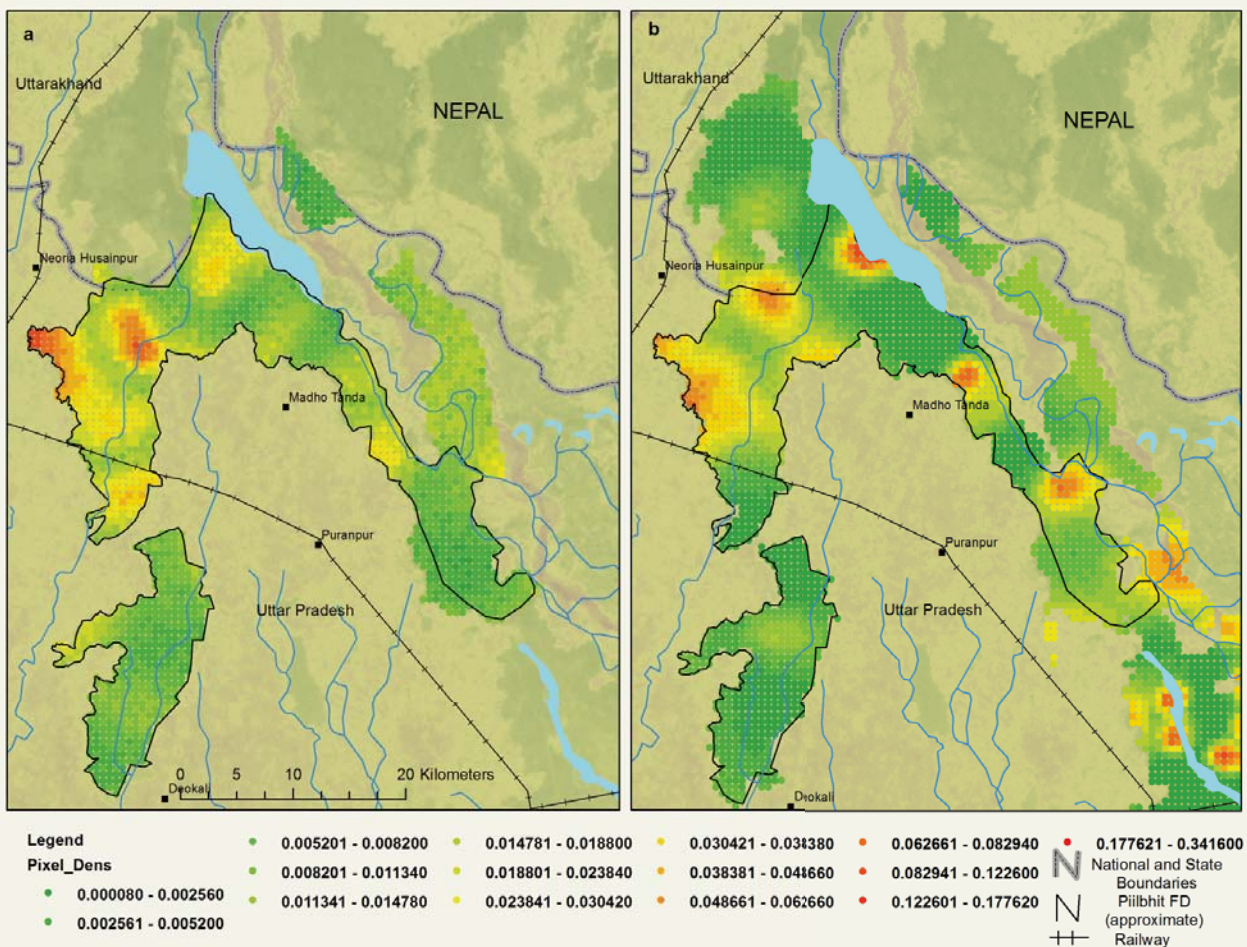 a
Uttarakhand
NEPAL
Neoria Husainpur
Madho Tanda
Puranpur
Uttar Pradesh
0 5 10 20 Kilometers
Deokali
b
Uttarakhand
NEPAL
Neoria Husainpur
Madho Tanda
Puranpur
Uttar Pradesh
Deokali
Legend
Pixel_Dens
0.000080 - 0.002560
0.002561 - 0.005200
0.005201 - 0.008200
0.008201 - 0.011340
0.011341 - 0.014780
0.014781 - 0.018800
0.018801 - 0.023840
0.023841 - 0.030420
0.030421 - 0.038380
0.038381 - 0.048660
0.048661 - 0.062660
0.062661 - 0.082940
0.082941 - 0.122600
0.122601 - 0.177620
0.177621 - 0.341600
National and State
Boundaries
Piilbhit FD
(approximate)
Railway